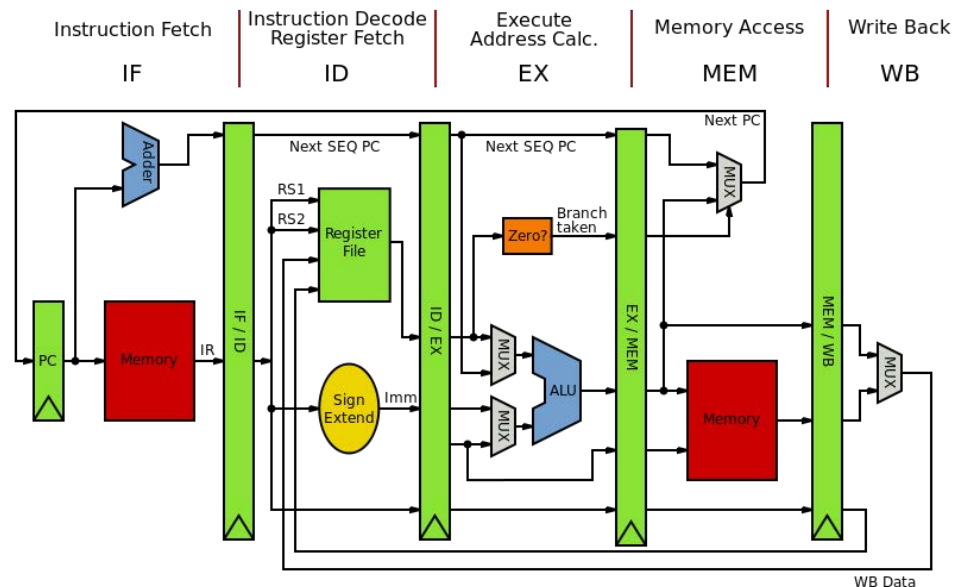 Instruction Fetch
IF
Instruction Decode
Register Fetch
ID
Execute
Address Calc.
EX
Memory Access
MEM
Write Back
WB
Next PC
Adder
Next SEQ PC
Next SEQ PC
MUX
RS1
RS2
Register
File
Zero?
Branch
taken
PC
Memory
IR
IF / ID
Sign
Extend
Imm
ID / EX
MUX
MUX
ALU
EX / MEM
Memory
MEM / WB
MUX
WB Data